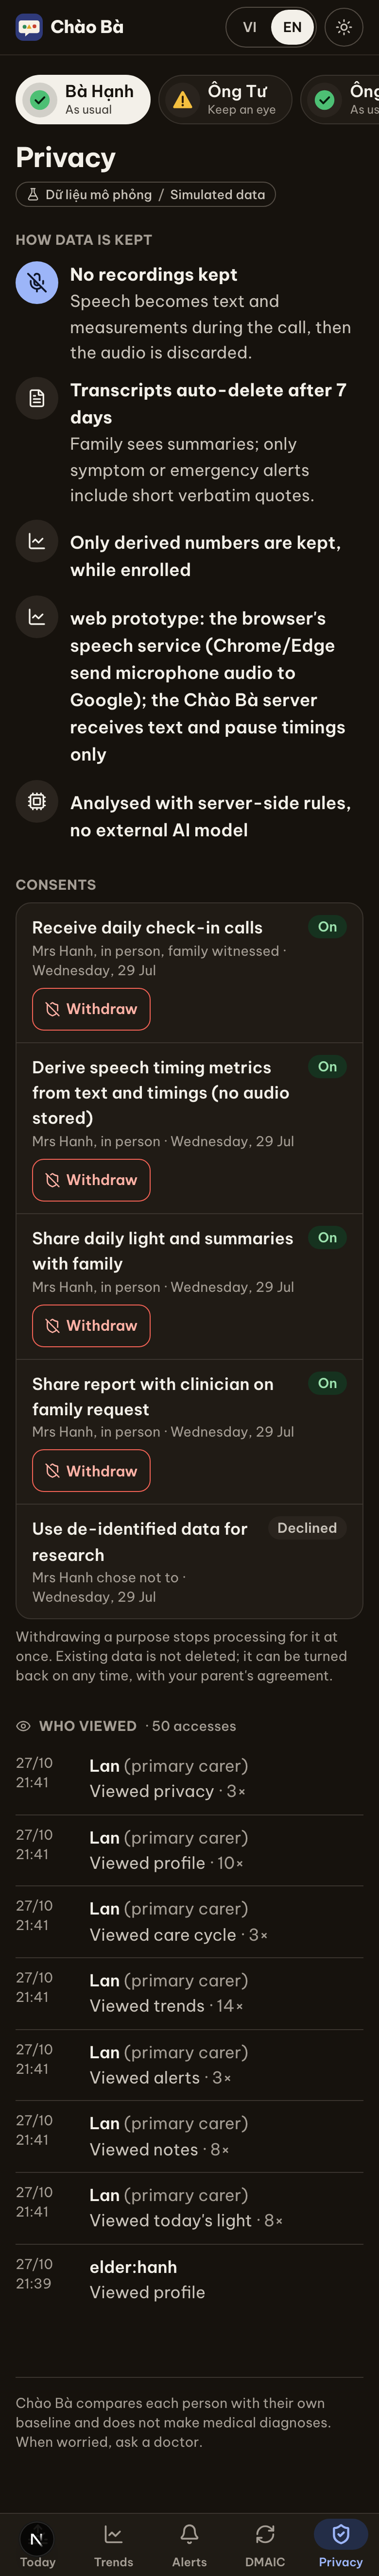 Chào Bà
VI
EN
Bà Hạnh
As usual
Ông Tư
Keep an eye
Ông
As us
Privacy
Dữ liệu mô phỏng / Simulated data
HOW DATA IS KEPT
No recordings kept
Speech becomes text and
measurements during the call, then
the audio is discarded.
Transcripts auto-delete after 7
days
Family sees summaries; only
symptom or emergency alerts
include short verbatim quotes.
Only derived numbers are kept,
while enrolled
web prototype: the browser's
speech service (Chrome/Edge
send microphone audio to
Google); the Chào Bà server
receives text and pause timings
only
Analysed with server-side rules,
no external AI model
CONSENTS
Receive daily check-in calls
On
Mrs Hanh, in person, family witnessed ·
Wednesday, 29 Jul
Withdraw
Derive speech timing metrics
from text and timings (no audio
stored)
On
Mrs Hanh, in person · Wednesday, 29 Jul
Withdraw
Share daily light and summaries
with family
On
Mrs Hanh, in person · Wednesday, 29 Jul
Withdraw
Share report with clinician on
family request
On
Mrs Hanh, in person · Wednesday, 29 Jul
Withdraw
Use de-identified data for
research
Declined
Mrs Hanh chose not to ·
Wednesday, 29 Jul
Withdrawing a purpose stops processing for it at
once. Existing data is not deleted; it can be turned
back on any time, with your parent's agreement.
WHO VIEWED · 50 accesses
27/10
21:41
Lan (primary carer)
Viewed privacy · 3×
27/10
21:41
Lan (primary carer)
Viewed profile · 10×
27/10
21:41
Lan (primary carer)
Viewed care cycle · 3×
27/10
21:41
Lan (primary carer)
Viewed trends · 14×
27/10
21:41
Lan (primary carer)
Viewed alerts · 3×
27/10
21:41
Lan (primary carer)
Viewed notes · 8×
27/10
21:41
Lan (primary carer)
Viewed today's light · 8×
27/10
21:39
elder:hanh
Viewed profile
Chào Bà compares each person with their own
baseline and does not make medical diagnoses.
When worried, ask a doctor.
N
Today
Trends
Alerts
DMAIC
Privacy